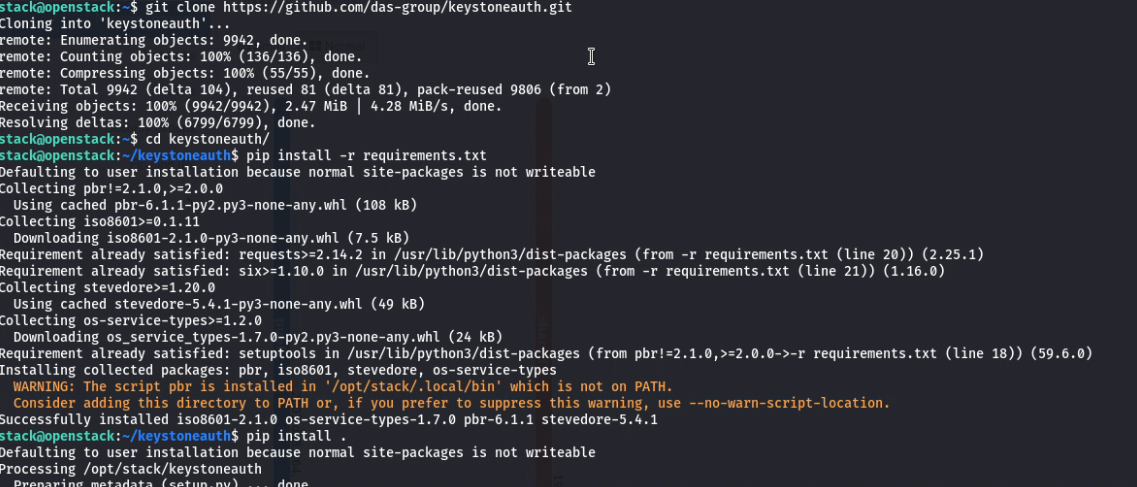 stack@openstack:~$ git clone https://github.com/das-group/keystoneauth.git
Cloning into 'keystoneauth'...
remote: Enumerating objects: 9942, done.
remote: Counting objects: 100% (136/136), done.
remote: Compressing objects: 100% (55/55), done.
remote: Total 9942 (delta 104), reused 81 (delta 81), pack-reused 9806 (from 2)
Receiving objects: 100% (9942/9942), 2.47 MiB | 4.28 MiB/s, done.
Resolving deltas: 100% (6799/6799), done.
stack@openstack:~$ cd keystoneauth/
stack@openstack:~/keystoneauth$ pip install -r requirements.txt
Defaulting to user installation because normal site-packages is not writeable
Collecting pbr!=2.1.0,>=2.0.0
  Using cached pbr-6.1.1-py2.py3-none-any.whl (108 kB)
Collecting iso8601>=0.1.11
  Downloading iso8601-2.1.0-py3-none-any.whl (7.5 kB)
Requirement already satisfied: requests>=2.14.2 in /usr/lib/python3/dist-packages (from -r requirements.txt (line 20)) (2.25.1)
Requirement already satisfied: six>=1.10.0 in /usr/lib/python3/dist-packages (from -r requirements.txt (line 21)) (1.16.0)
Collecting stevedore>=1.20.0
  Using cached stevedore-5.4.1-py3-none-any.whl (49 kB)
Collecting os-service-types>=1.2.0
  Downloading os_service_types-1.7.0-py2.py3-none-any.whl (24 kB)
Requirement already satisfied: setuptools in /usr/lib/python3/dist-packages (from pbr!=2.1.0,>=2.0.0->-r requirements.txt (line 18)) (59.6.0)
Installing collected packages: pbr, iso8601, stevedore, os-service-types
  WARNING: The script pbr is installed in '/opt/stack/.local/bin' which is not on PATH.
  Consider adding this directory to PATH or, if you prefer to suppress this warning, use --no-warn-script-location.
Successfully installed iso8601-2.1.0 os-service-types-1.7.0 pbr-6.1.1 stevedore-5.4.1
stack@openstack:~/keystoneauth$ pip install .
Defaulting to user installation because normal site-packages is not writeable
Processing /opt/stack/keystoneauth
  Preparing metadata (setup.py) ... done